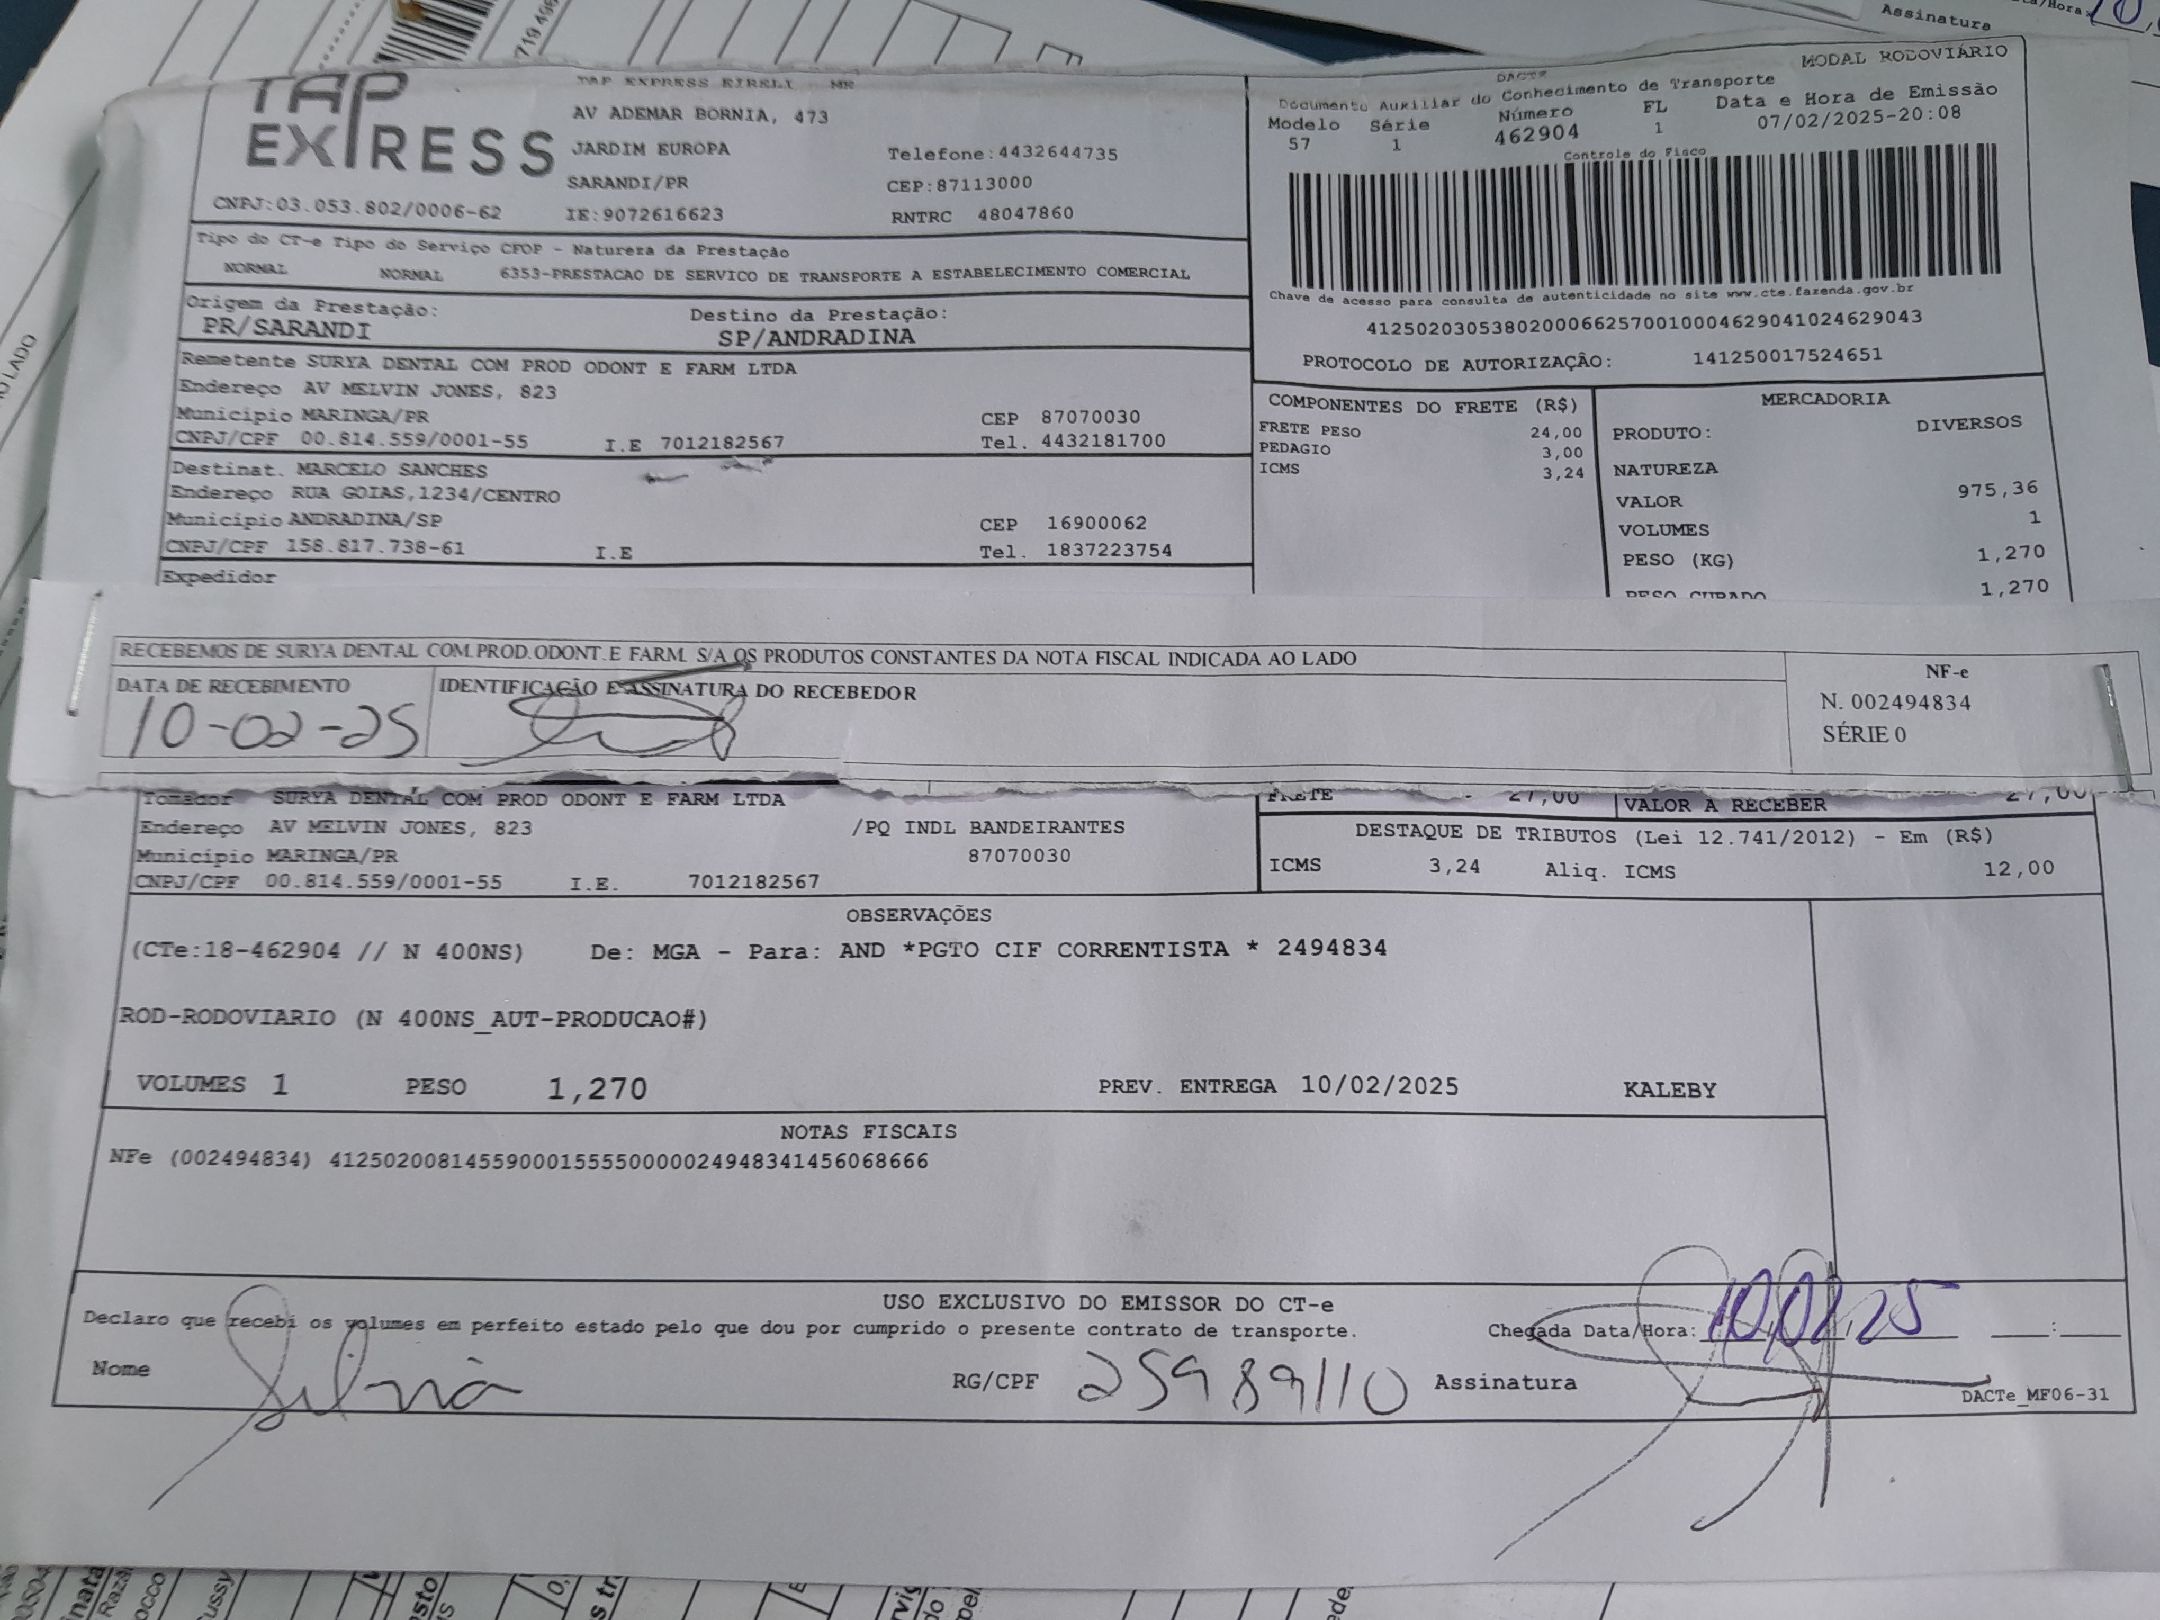 TAP EXPRESS
TAP EXPRESS EIRELI ME
AV ADEMAR BORNIA, 473
JARDIM EUROPA Telefone:4432644735
SARANDI/PR CEP:87113000
CNPJ:03.053.802/0006-62 IE:9072616623 RNTRC 48047860
MODAL RODOVIÁRIO
DACTE
Documento Auxiliar do Conhecimento de Transporte
Modelo Série Número FL Data e Hora de Emissão
57 1 462904 1 07/02/2025-20:08
Controle do Fisco
Chave de acesso para consulta de autenticidade no site www.cte.fazenda.gov.br
41250203053802000662570010004629041024629043
PROTOCOLO DE AUTORIZAÇÃO: 141250017524651
Tipo do CT-e Tipo do Serviço CFOP - Natureza da Prestação
NORMAL NORMAL 6353-PRESTACAO DE SERVICO DE TRANSPORTE A ESTABELECIMENTO COMERCIAL
Origem da Prestação: Destino da Prestação:
PR/SARANDI SP/ANDRADINA
Remetente SURYA DENTAL COM PROD ODONT E FARM LTDA
Endereço AV MELVIN JONES, 823
Município MARINGA/PR CEP 87070030
CNPJ/CPF 00.814.559/0001-55 I.E 7012182567 Tel. 4432181700
Destinat. MARCELO SANCHES
Endereço RUA GOIAS,1234/CENTRO
Município ANDRADINA/SP CEP 16900062
CNPJ/CPF 158.817.738-61 I.E Tel. 1837223754
Expedidor
COMPONENTES DO FRETE (R$)
FRETE PESO 24,00
PEDAGIO 3,00
ICMS 3,24
MERCADORIA
PRODUTO: DIVERSOS
NATUREZA
VALOR 975,36
VOLUMES 1
PESO (KG) 1,270
PESO CUBADO 1,270
RECEBEMOS DE SURYA DENTAL COM.PROD.ODONT.E FARM. S/A OS PRODUTOS CONSTANTES DA NOTA FISCAL INDICADA AO LADO
DATA DE RECEBIMENTO IDENTIFICAÇÃO E ASSINATURA DO RECEBEDOR
10-02-25
NF-e
N. 002494834
SÉRIE 0
Tomador SURYA DENTAL COM PROD ODONT E FARM LTDA
Endereço AV MELVIN JONES, 823 /PQ INDL BANDEIRANTES
Município MARINGA/PR 87070030
CNPJ/CPF 00.814.559/0001-55 I.E. 7012182567
FRETE 27,00 VALOR A RECEBER 27,00
DESTAQUE DE TRIBUTOS (Lei 12.741/2012) - Em (R$)
ICMS 3,24 Aliq. ICMS 12,00
OBSERVAÇÕES
(CTe:18-462904 // N 400NS) De: MGA - Para: AND *PGTO CIF CORRENTISTA * 2494834
ROD-RODOVIARIO (N 400NS_AUT-PRODUCAO#)
VOLUMES 1 PESO 1,270 PREV. ENTREGA 10/02/2025 KALEBY
NOTAS FISCAIS
NFe (002494834) 41250200814559000155550000024948341456068666
USO EXCLUSIVO DO EMISSOR DO CT-e
Declaro que recebi os volumes em perfeito estado pelo que dou por cumprido o presente contrato de transporte. Chegada Data/Hora: 10,02,25 :
Nome Silvia RG/CPF 25989110 Assinatura
DACTe_MF06-31
Assinatura
O LADO